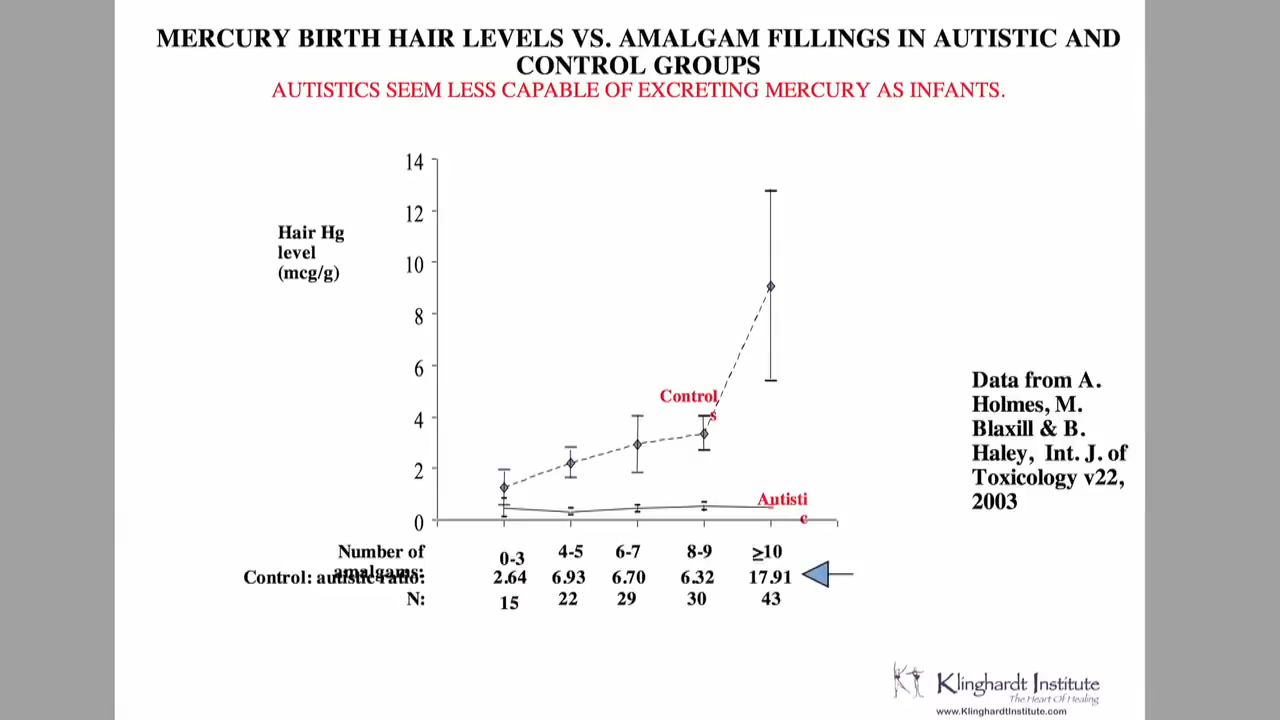 MERCURY BIRTH HAIR LEVELS VS. AMALGAM FILLINGS IN AUTISTIC AND
CONTROL GROUPS
AUTISTICS SEEM LESS CAPABLE OF EXCRETING MERCURY AS INFANTS.
14
12
10
8
6
4
2
0
Hair Hg
level
(mcg/g)
Control
s
Autisti
c
Data from A.
Holmes, M.
Blaxill & B.
Haley, Int. J. of
Toxicology v22,
2003
Number of
amalgams:
0-3 4-5 6-7 8-9 ≥10
Control: autistic ratio: 2.64 6.93 6.70 6.32 17.91
N: 15 22 29 30 43
Klinghardt Institute
The Heart Of Healing
www.KlinghardtInstitute.com